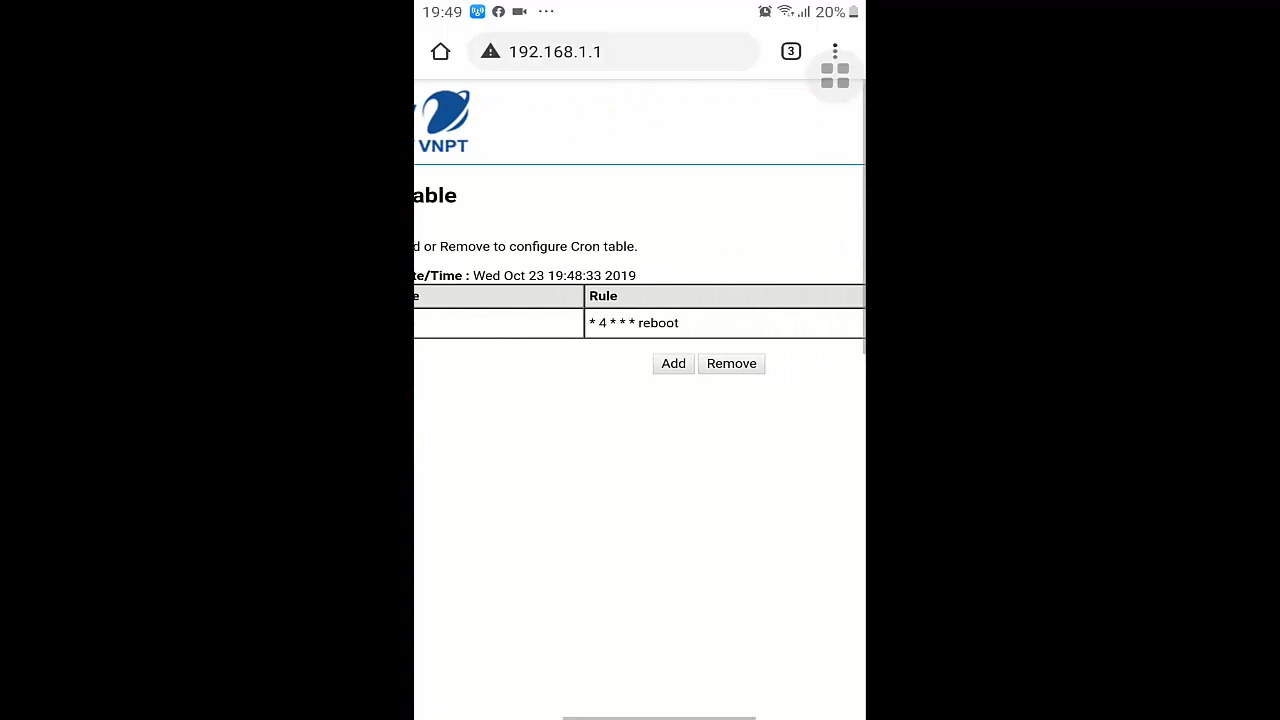 19:49 20%
192.168.1.1 3
VNPT
able
d or Remove to configure Cron table.
te/Time : Wed Oct 23 19:48:33 2019
e Rule
* 4 * * * reboot
Add Remove